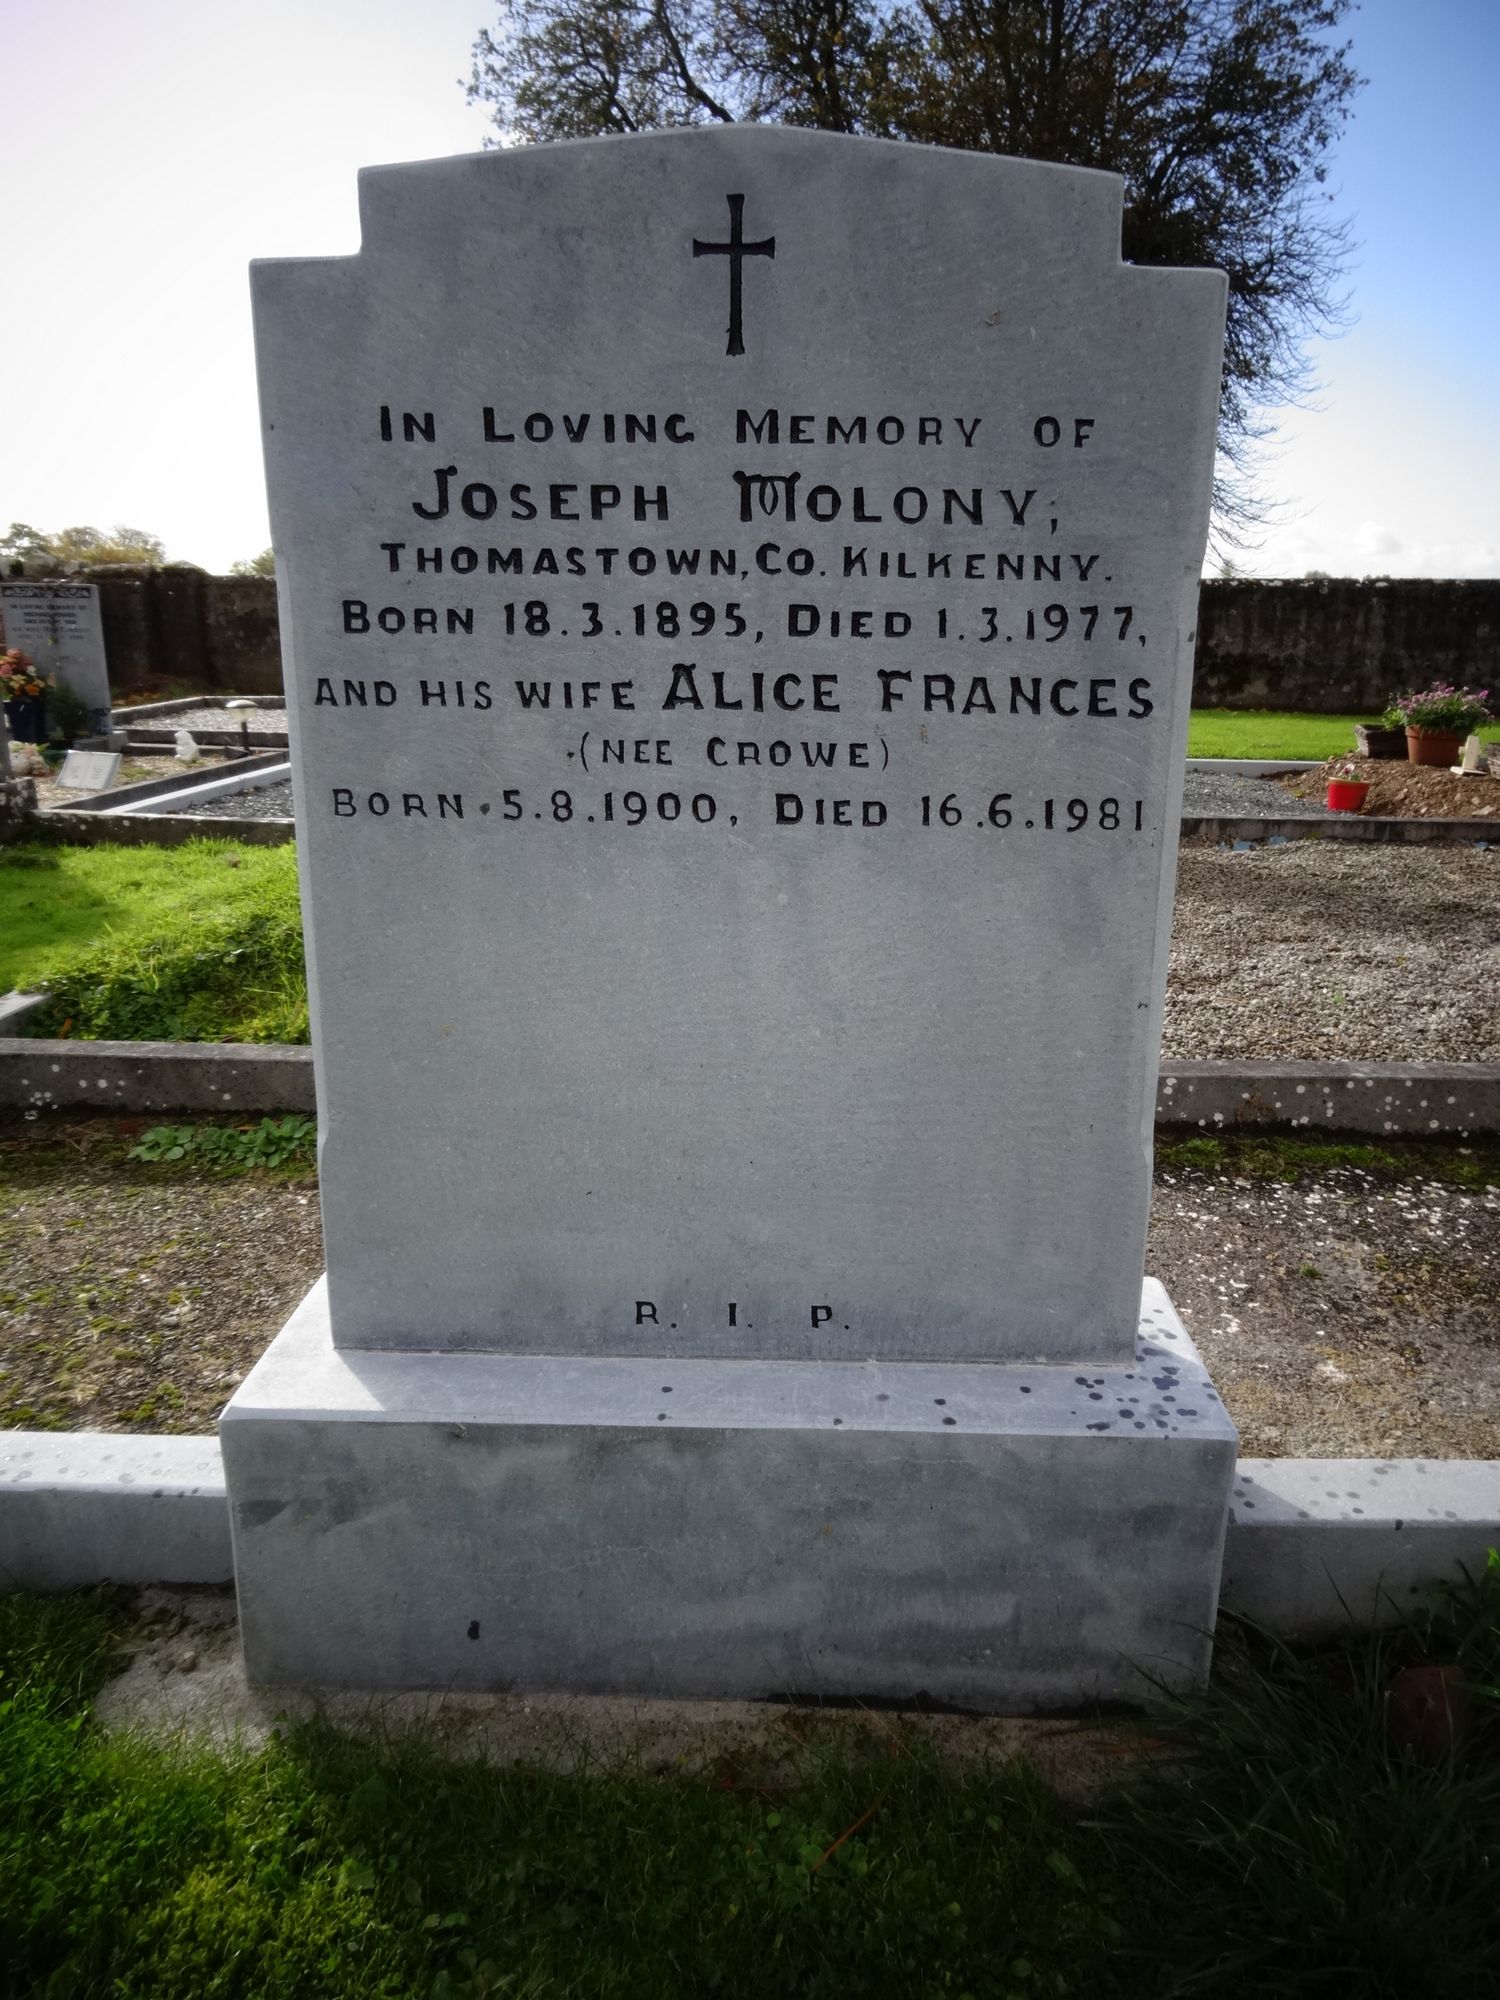 In Loving Memory of
Joseph Molony,
Thomastown, Co. Kilkenny.
Born 18.3.1895, Died 1.3.1977,
and his wife Alice Frances
(nee Crowe)
Born 5.8.1900, Died 16.6.1981.
R. I. P.